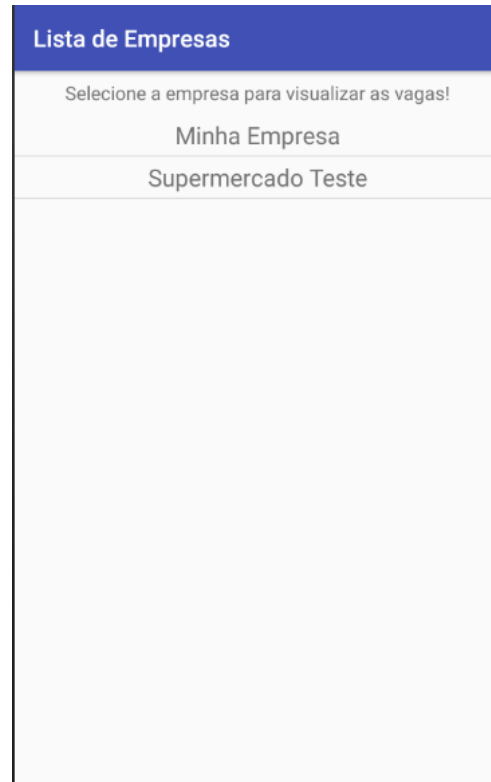 Lista de Empresas
Selecione a empresa para visualizar as vagas!
Minha Empresa
Supermercado Teste